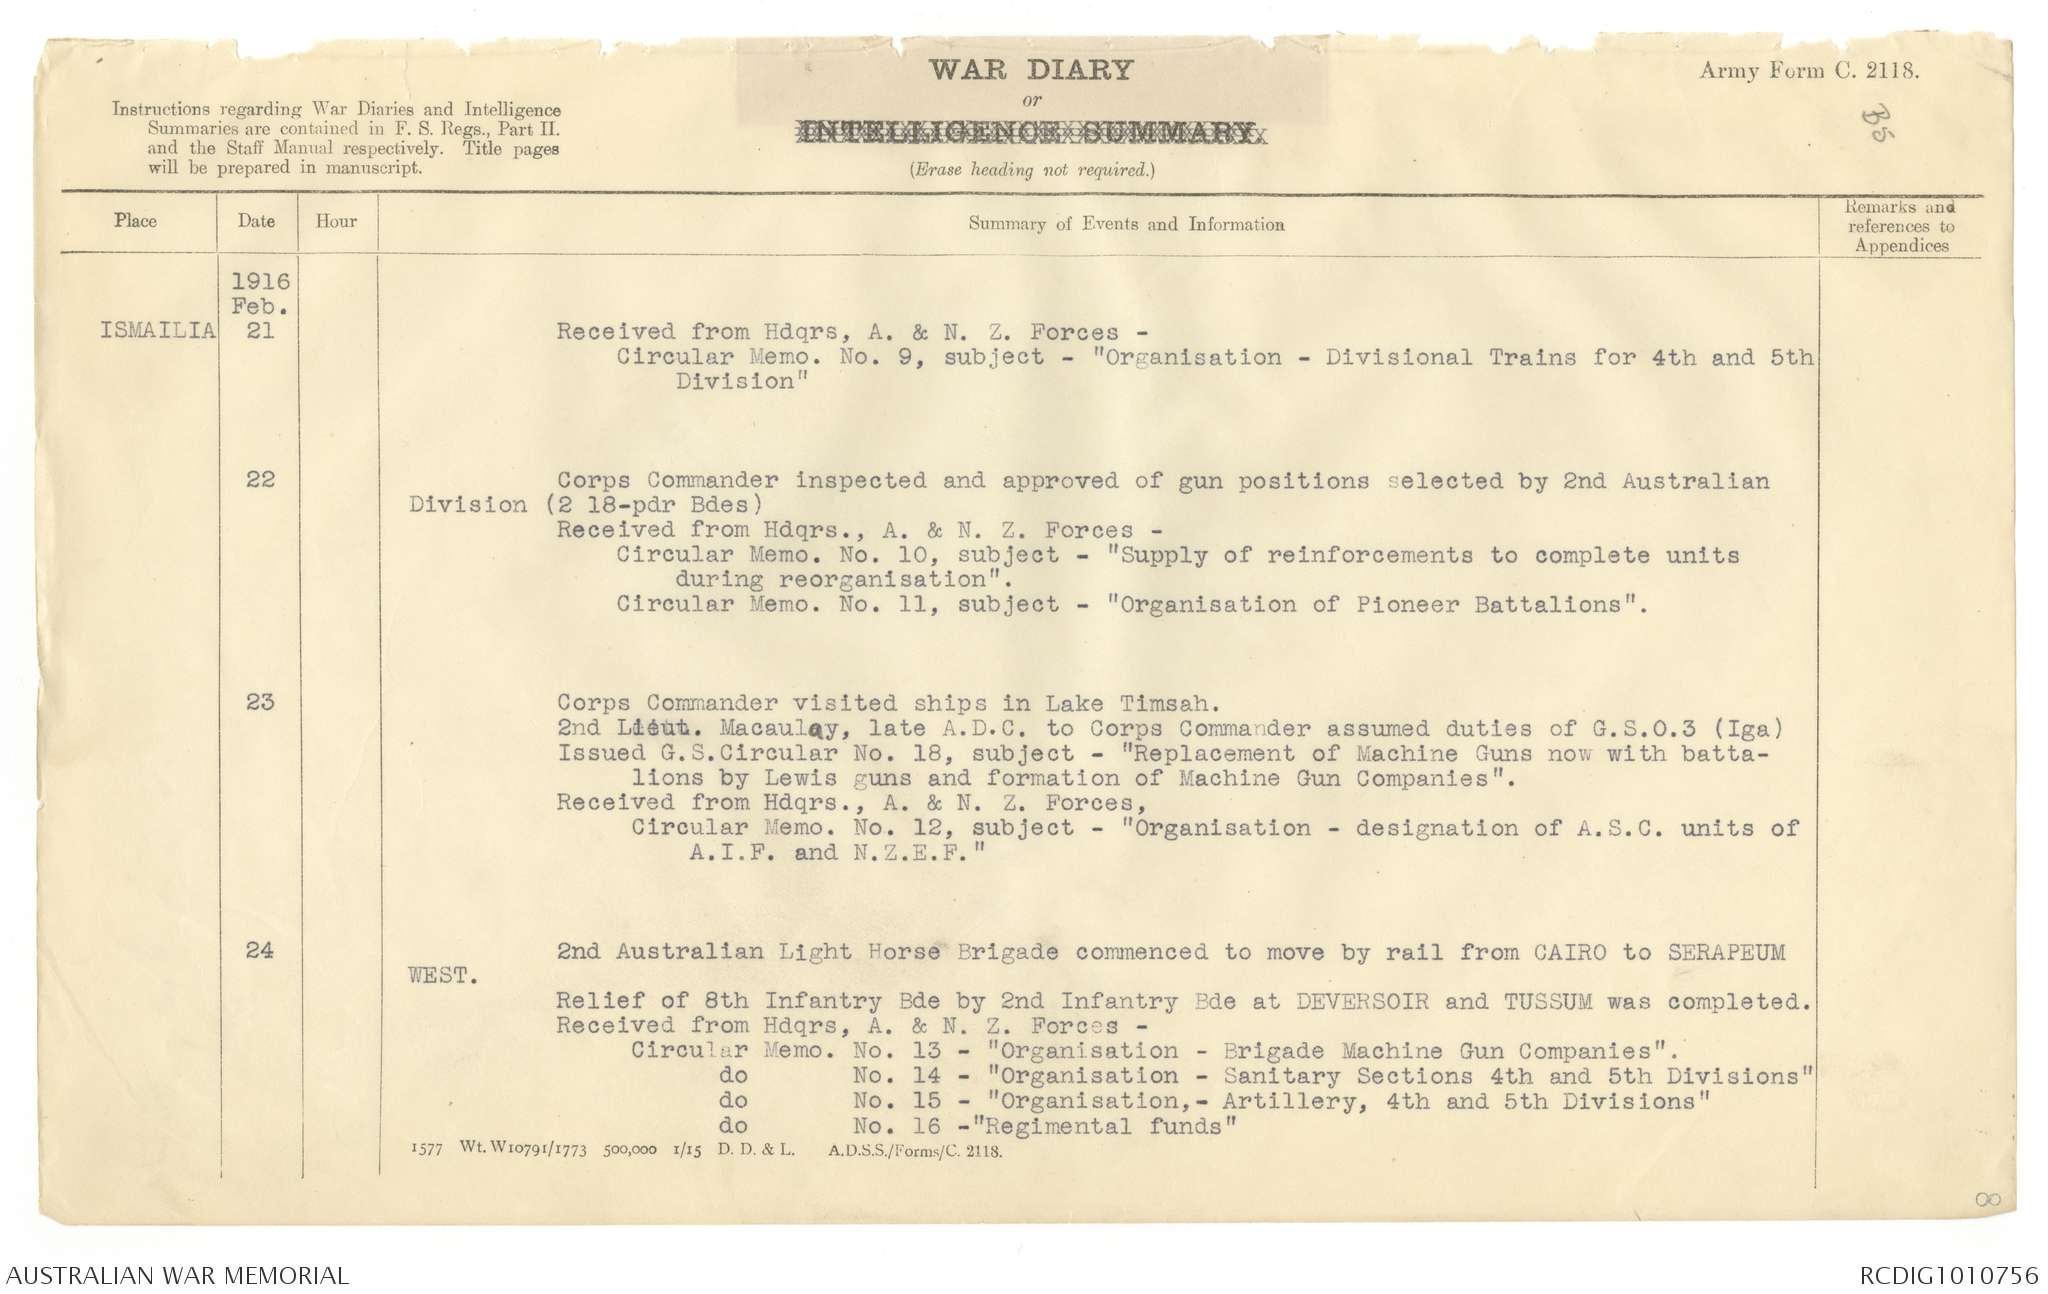 WAR DIARY
or
INTELLIGENCE SUMMARY
(Erase heading not required.)
Army Form C. 2118.
B5
Instructions regarding War Diaries and Intelligence
Summaries are contained in F. S. Regs., Part II.
and the Staff Manual respectively. Title pages
will be prepared in manuscript.
Place Date Hour Summary of Events and Information Remarks and
references to
Appendices
1916
Feb.
ISMAILIA 21 Received from Hdqrs, A. & N. Z. Forces -
Circular Memo. No. 9, subject - "Organisation - Divisional Trains for 4th and 5th
Division"
22 Corps Commander inspected and approved of gun positions selected by 2nd Australian
Division (2 18-pdr Bdes)
Received from Hdqrs., A. & N. Z. Forces -
Circular Memo. No. 10, subject - "Supply of reinforcements to complete units
during reorganisation".
Circular Memo. No. 11, subject - "Organisation of Pioneer Battalions".
23 Corps Commander visited ships in Lake Timsah.
2nd Lieut. Macaulay, late A.D.C. to Corps Commander assumed duties of G.S.O.3 (Iga)
Issued G.S.Circular No. 18, subject - "Replacement of Machine Guns now with batta-
lions by Lewis guns and formation of Machine Gun Companies".
Received from Hdqrs., A. & N. Z. Forces,
Circular Memo. No. 12, subject - "Organisation - designation of A.S.C. units of
A.I.F. and N.Z.E.F."
24 2nd Australian Light Horse Brigade commenced to move by rail from CAIRO to SERAPEUM
WEST.
Relief of 8th Infantry Bde by 2nd Infantry Bde at DEVERSOIR and TUSSUM was completed.
Received from Hdqrs, A. & N. Z. Forces -
Circular Memo. No. 13 - "Organisation - Brigade Machine Gun Companies".
do No. 14 - "Organisation - Sanitary Sections 4th and 5th Divisions"
do No. 15 - "Organisation,- Artillery, 4th and 5th Divisions"
do No. 16 -"Regimental funds"
1577 Wt. W10791/1773 500,000 1/15 D. D. & L. A.D.S.S./Forms/C. 2118.
AUSTRALIAN WAR MEMORIAL
RCDIG1010756